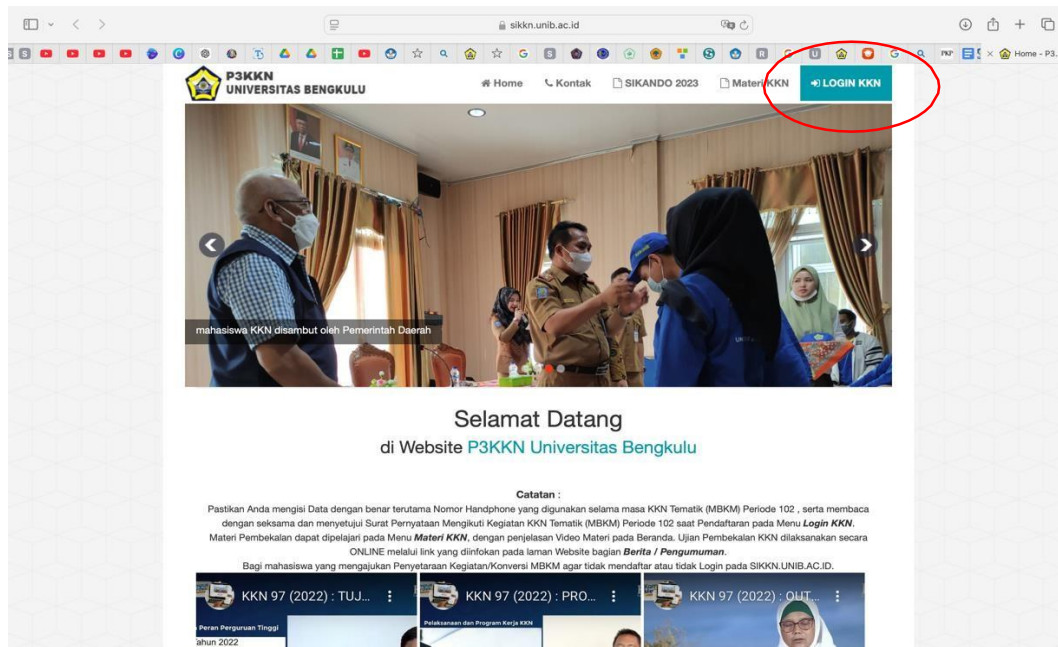 sikkn.unib.ac.id
Home - P3.
P3KKN
UNIVERSITAS BENGKULU
Home
Kontak
SIKANDO 2023
Materi KKN
LOGIN KKN
mahasiswa KKN disambut oleh Pemerintah Daerah
Selamat Datang
di Website P3KKN Universitas Bengkulu
Catatan :
Pastikan Anda mengisi Data dengan benar terutama Nomor Handphone yang digunakan selama masa KKN Tematik (MBKM) Periode 102 , serta membaca
dengan seksama dan menyetujui Surat Pernyataan Mengikuti Kegiatan KKN Tematik (MBKM) Periode 102 saat Pendaftaran pada Menu Login KKN.
Materi Pembekalan dapat dipelajari pada Menu Materi KKN, dengan penjelasan Video Materi pada Beranda. Ujian Pembekalan KKN dilaksanakan secara
ONLINE melalui link yang diinfokan pada laman Website bagian Berita / Pengumuman.
Bagi mahasiswa yang mengajukan Penyetaraan Kegiatan/Konversi MBKM agar tidak mendaftar atau tidak Login pada SIKKN.UNIB.AC.ID.
KKN 97 (2022) : TUJ...
KKN 97 (2022) : PRO...
KKN 97 (2022) : OUT...
Peran Perguruan Tinggi
Tahun 2022
Pelaksanaan dan Program Kerja KKN